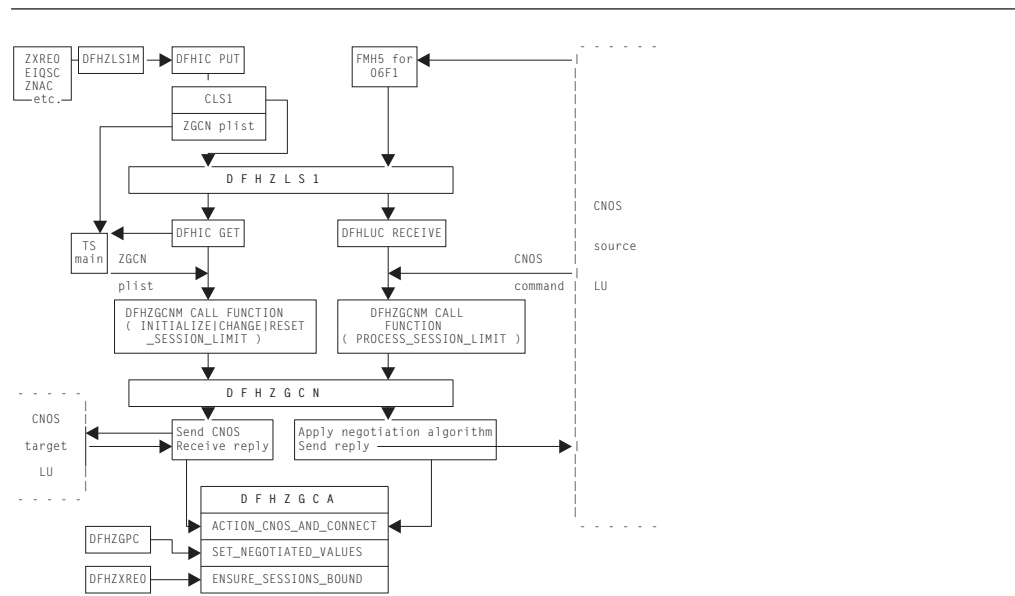 ZXREO
EIQSC
ZNAC
etc.
DFHZLS1M
DFHIC PUT
FMH5 for
06F1
CLS1
ZGCN plist
D F H Z L S 1
CNOS
source
LU
TS
main
DFHIC GET
DFHLUC RECEIVE
ZGCN
plist
CNOS
command
DFHZGCNM CALL FUNCTION
( INITIALIZE|CHANGE|RESET
_SESSION_LIMIT )
DFHZGCNM CALL
FUNCTION
( PROCESS_SESSION_LIMIT )
D F H Z G C N
CNOS
target
LU
Send CNOS
Receive reply
Apply negotiation algorithm
Send reply
D F H Z G C A
ACTION_CNOS_AND_CONNECT
DFHZGPC
SET_NEGOTIATED_VALUES
DFHZXREO
ENSURE_SESSIONS_BOUND